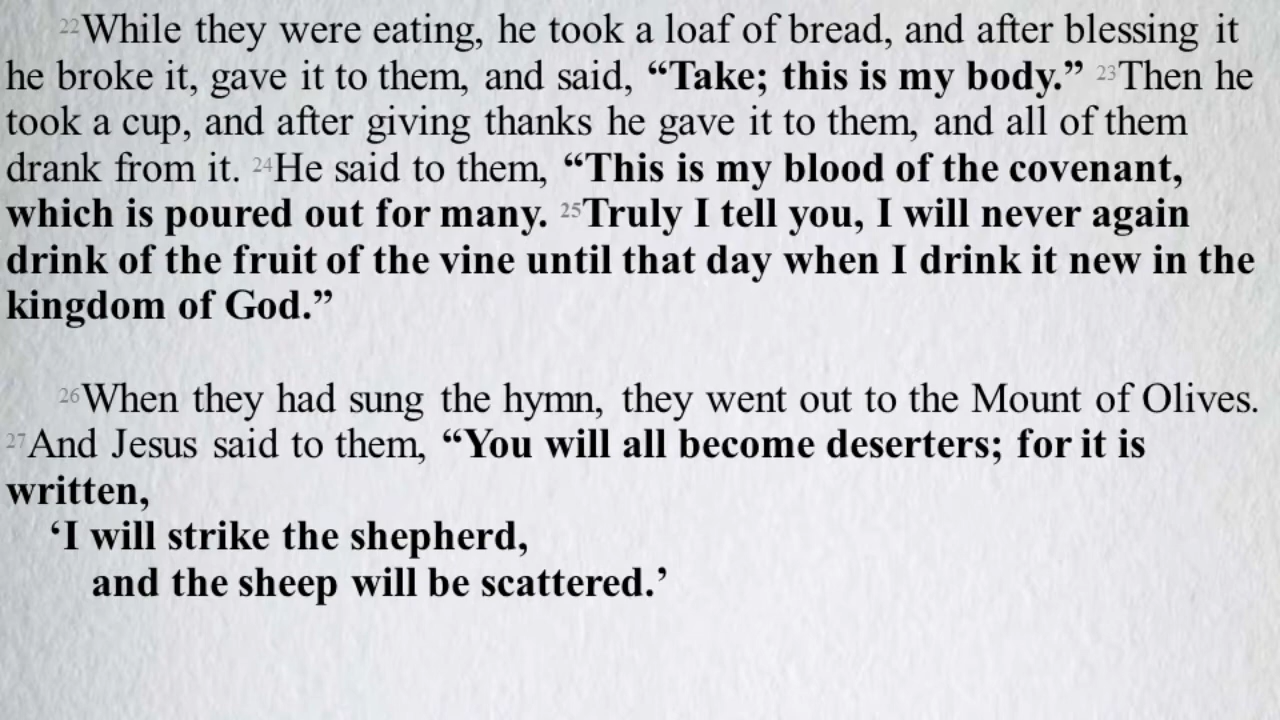 22While they were eating, he took a loaf of bread, and after blessing it
he broke it, gave it to them, and said, “Take; this is my body.” 23Then he
took a cup, and after giving thanks he gave it to them, and all of them
drank from it. 24He said to them, “This is my blood of the covenant,
which is poured out for many. 25Truly I tell you, I will never again
drink of the fruit of the vine until that day when I drink it new in the
kingdom of God.”
26When they had sung the hymn, they went out to the Mount of Olives.
27And Jesus said to them, “You will all become deserters; for it is
written,
‘I will strike the shepherd,
and the sheep will be scattered.’